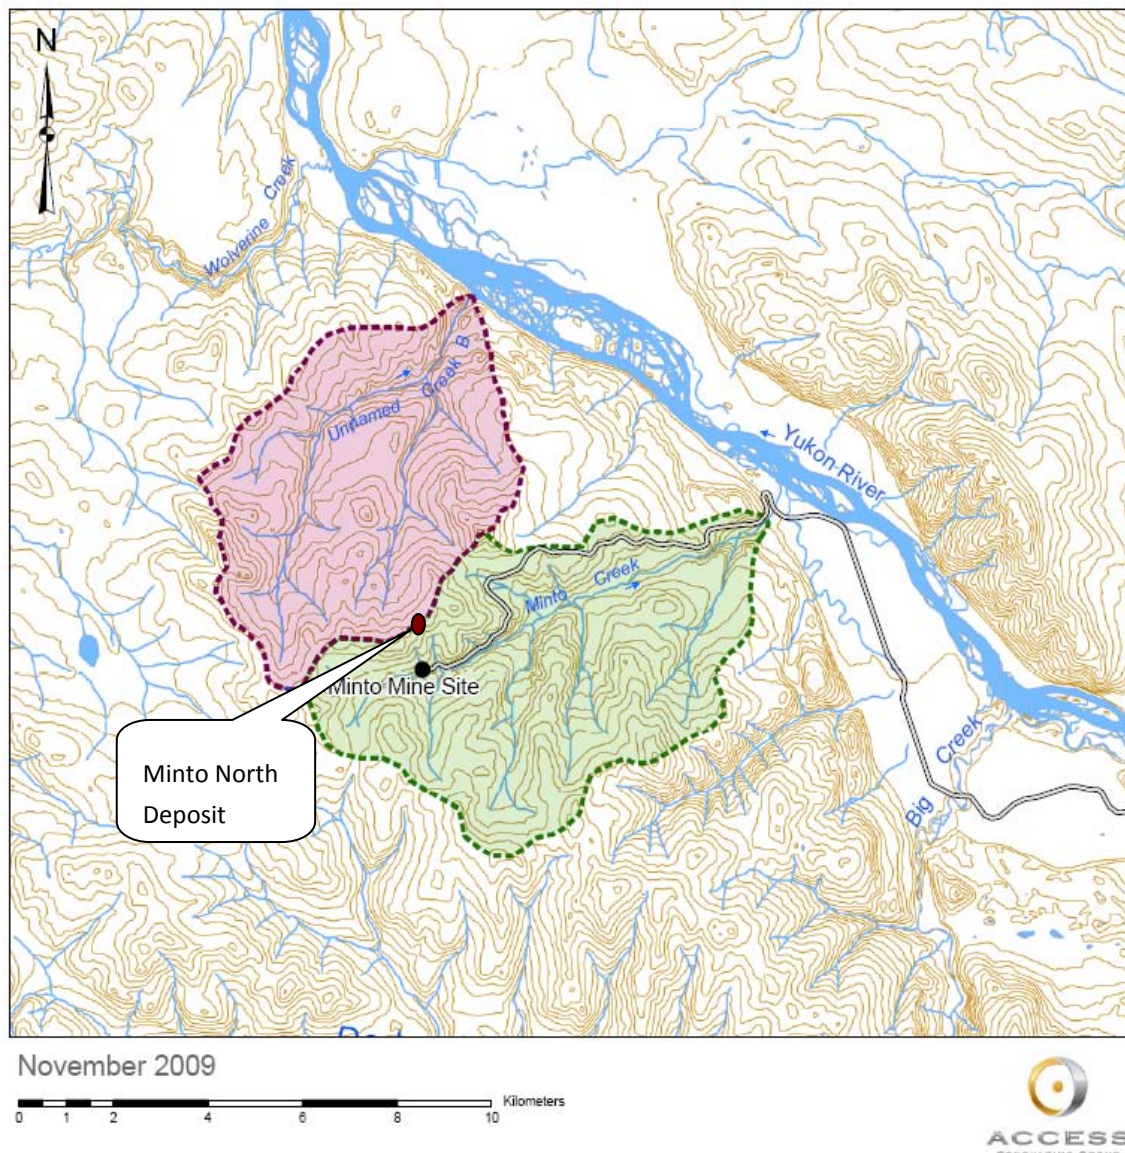 N
Wolverine Creek
Unnamed Creek B
Yukon River
Minto Creek
Minto Mine Site
Minto North
Deposit
Big Creek
November 2009
0 1 2 4 6 8 10 Kilometers
ACCESS